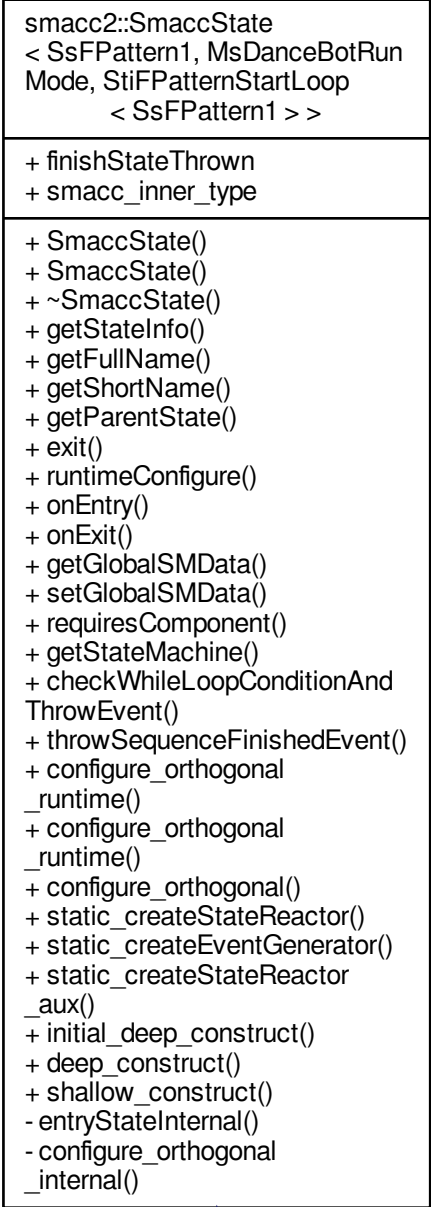 smacc2::SmaccState
< SsFPattern1, MsDanceBotRun
Mode, StiFPatternStartLoop
< SsFPattern1 > >
+ finishStateThrown
+ smacc_inner_type
+ SmaccState()
+ SmaccState()
+ ~SmaccState()
+ getStateInfo()
+ getFullName()
+ getShortName()
+ getParentState()
+ exit()
+ runtimeConfigure()
+ onEntry()
+ onExit()
+ getGlobalSMData()
+ setGlobalSMData()
+ requiresComponent()
+ getStateMachine()
+ checkWhileLoopConditionAnd
ThrowEvent()
+ throwSequenceFinishedEvent()
+ configure_orthogonal
_runtime()
+ configure_orthogonal
_runtime()
+ configure_orthogonal()
+ static_createStateReactor()
+ static_createEventGenerator()
+ static_createStateReactor
_aux()
+ initial_deep_construct()
+ deep_construct()
+ shallow_construct()
- entryStateInternal()
- configure_orthogonal
_internal()